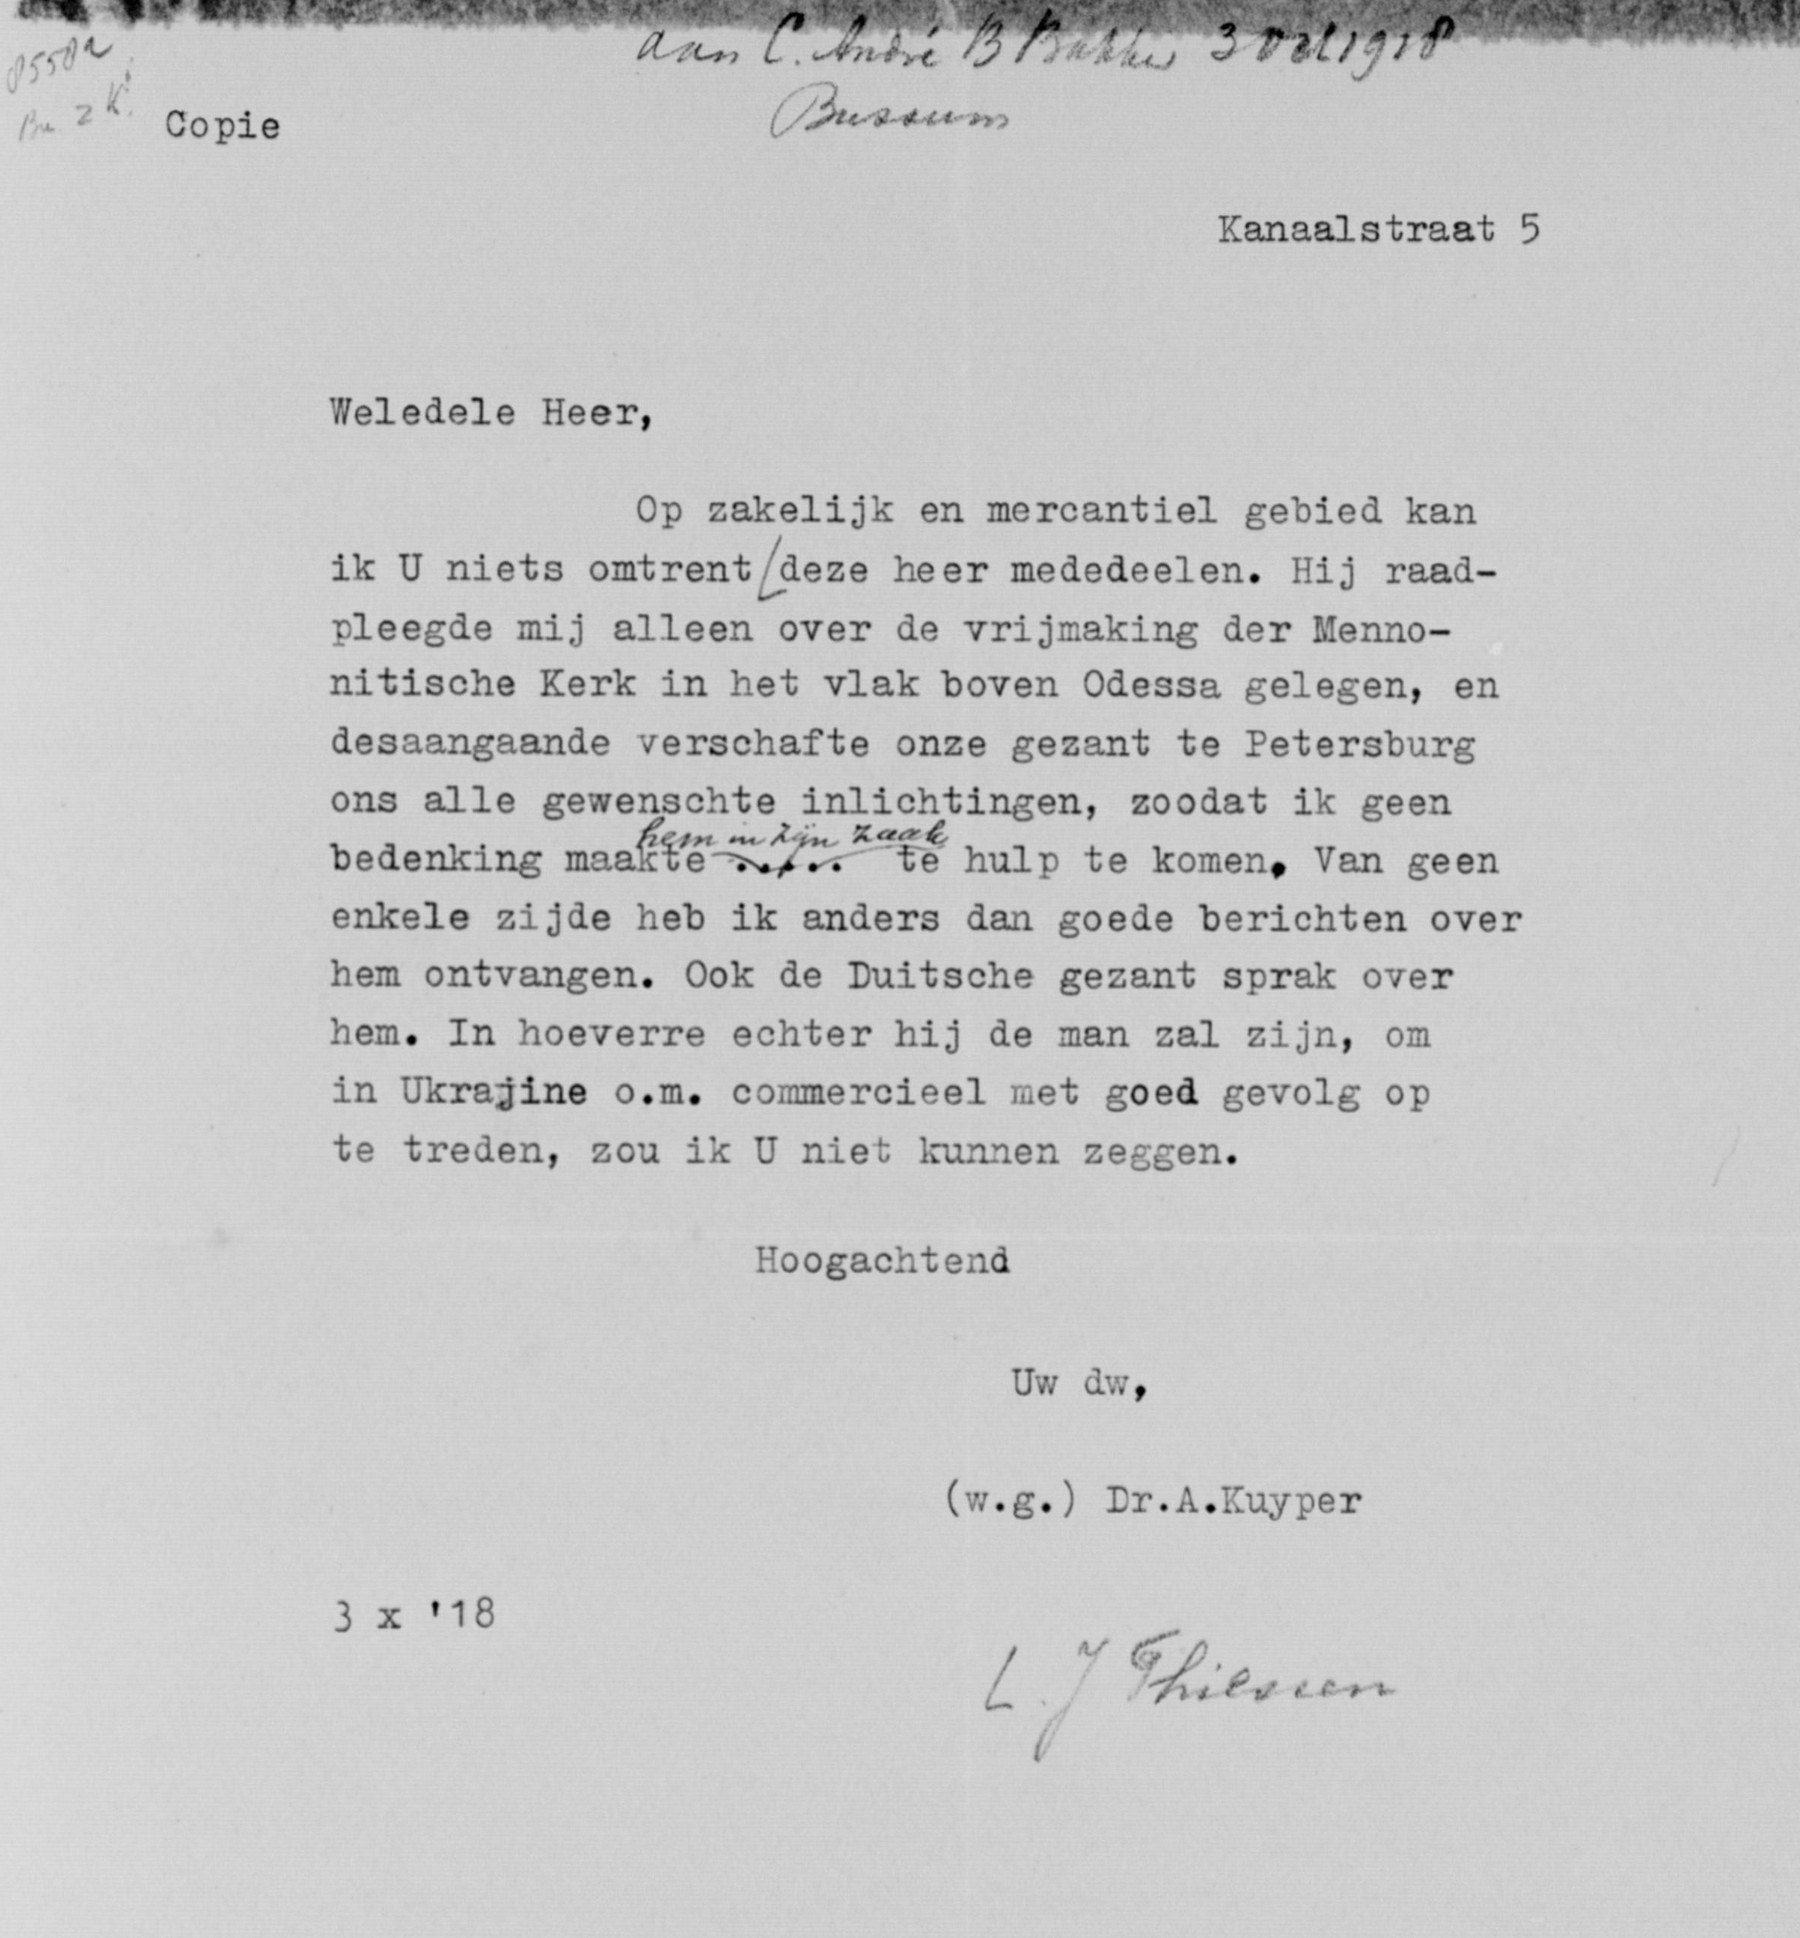 8558a
aan C. André B Bakker 3 Oct 1918
Bu. 2 K.
Bussum
Copie
Kanaalstraat 5
Weledele Heer,
Op zakelijk en mercantiel gebied kan
ik U niets omtrent deze heer mededeelen. Hij raad-
pleegde mij alleen over de vrijmaking der Menno-
nitische Kerk in het vlak boven Odessa gelegen, en
desaangaande verschafte onze gezant te Petersburg
ons alle gewenschte inlichtingen, zoodat ik geen
hem in zijn zaak
bedenking maakte ..... te hulp te komen. Van geen
enkele zijde heb ik anders dan goede berichten over
hem ontvangen. Ook de Duitsche gezant sprak over
hem. In hoeverre echter hij de man zal zijn, om
in Ukrajine o.m. commercieel met goed gevolg op
te treden, zou ik U niet kunnen zeggen.
Hoogachtend
Uw dw,
(w.g.) Dr.A.Kuyper
3 x '18
L. J Thiessen